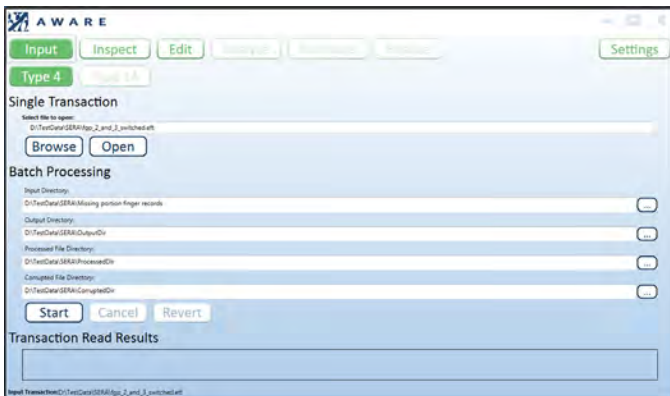 AWARE
Input Inspect Edit Settings
Type 4
Single Transaction
Select file to open:
D:\TestData\SERA\fgp_2_and_3_switched.eft
Browse Open
Batch Processing
Input Directory:
D:\TestData\SERA\Missing portion finger records
...
Output Directory:
D:\TestData\SERA\OutputDir
...
Processed File Directory:
D:\TestData\SERA\ProcessedDir
...
Corrupted File Directory:
D:\TestData\SERA\CorruptedDir
...
Start Cancel Revert
Transaction Read Results
Input Transaction:D:\TestData\SERA\fgp_2_and_3_switched.eft